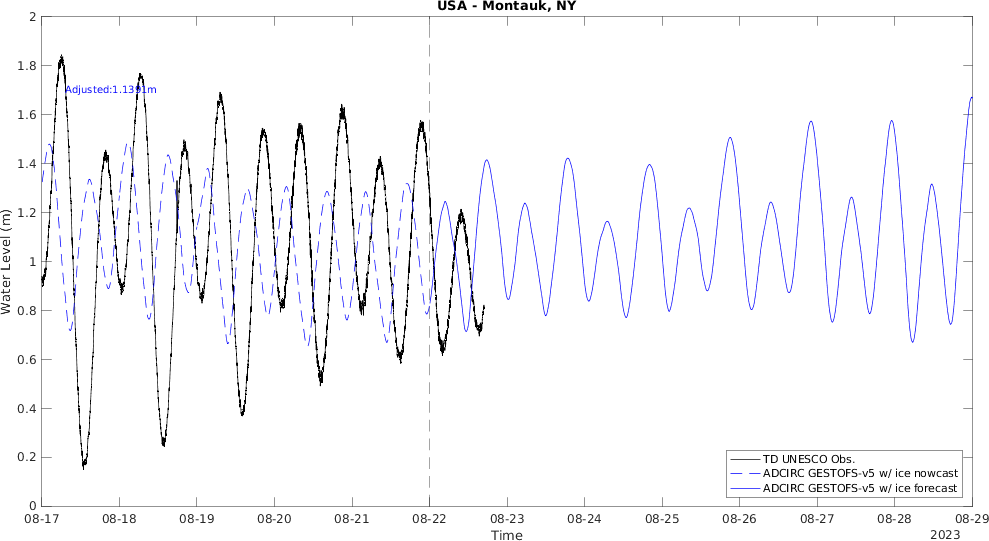 USA - Montauk, NY
2
1.8
1.6
1.4
1.2
1
0.8
0.6
0.4
0.2
0
Water Level (m)
Adjusted:1.1391m
TD UNESCO Obs.
ADCIRC GESTOFS-v5 w/ ice nowcast
ADCIRC GESTOFS-v5 w/ ice forecast
08-17 08-18 08-19 08-20 08-21 08-22 08-23 08-24 08-25 08-26 08-27 08-28 08-29
Time
2023